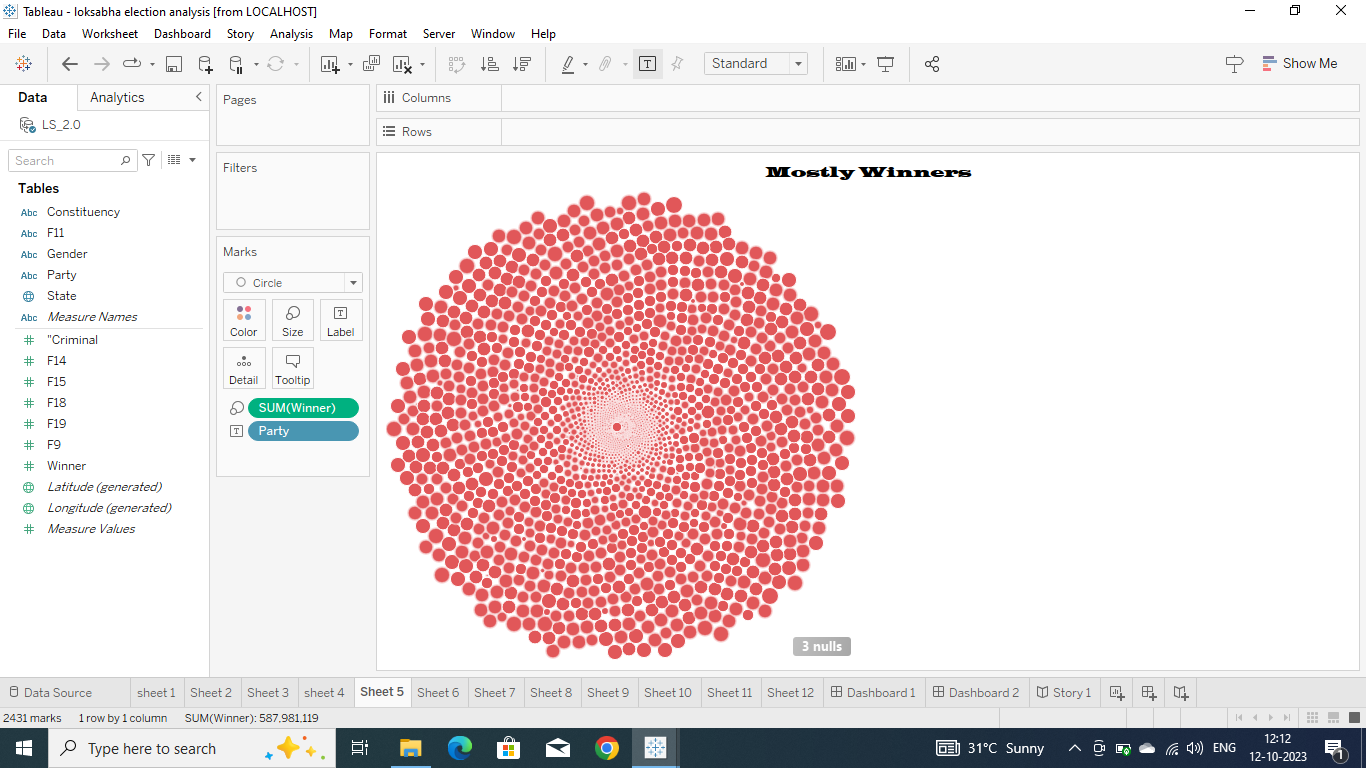 Tableau - loksabha election analysis [from LOCALHOST]
File Data Worksheet Dashboard Story Analysis Map Format Server Window Help
Standard
Show Me
Data Analytics
LS_2.0
Search
Tables
Abc Constituency
Abc F11
Abc Gender
Abc Party
State
Abc Measure Names
"Criminal
F14
F15
F18
F19
F9
Winner
Latitude (generated)
Longitude (generated)
Measure Values
Pages
Filters
Marks
Circle
Color Size Label
Detail Tooltip
SUM(Winner)
Party
Columns
Rows
Mostly Winners
3 nulls
Data Source sheet 1 Sheet 2 Sheet 3 sheet 4 Sheet 5 Sheet 6 Sheet 7 Sheet 8 Sheet 9 Sheet 10 Sheet 11 Sheet 12 Dashboard 1 Dashboard 2 Story 1
2431 marks 1 row by 1 column SUM(Winner): 587,981,119
Type here to search
31°C Sunny
ENG
12:12
12-10-2023
1